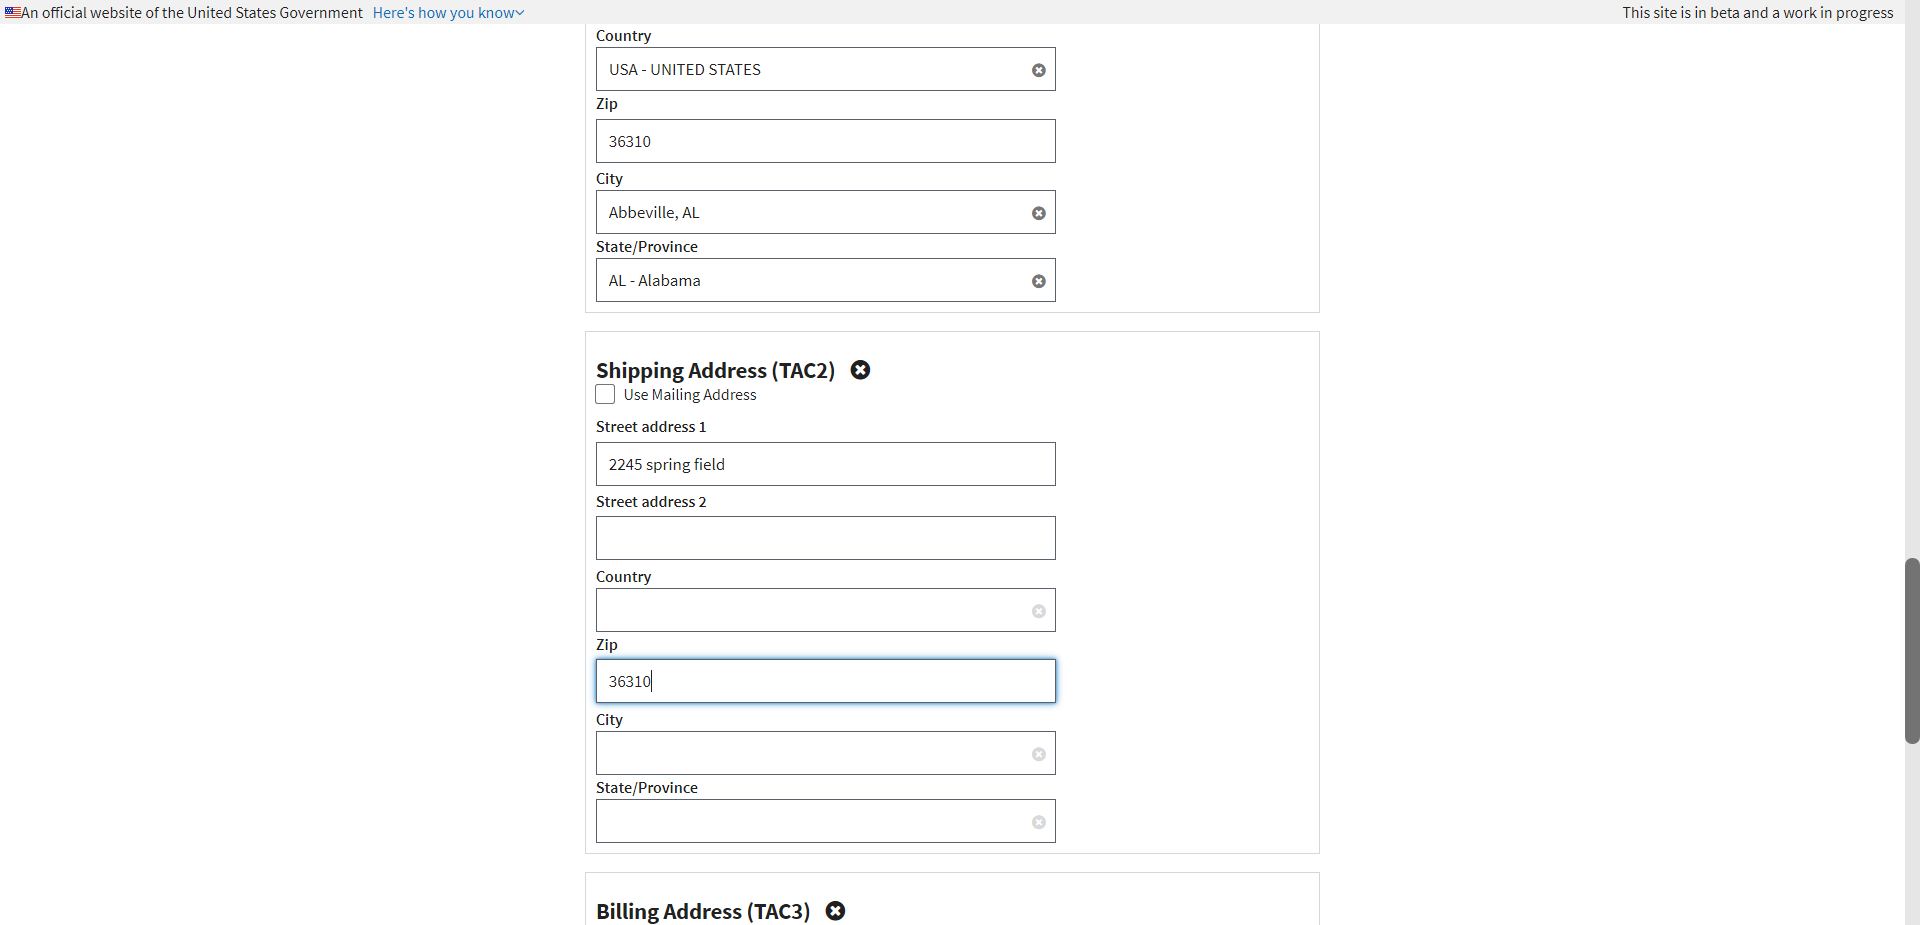 An official website of the United States Government Here's how you know
This site is in beta and a work in progress
Country
USA - UNITED STATES
Zip
36310
City
Abbeville, AL
State/Province
AL - Alabama
Shipping Address (TAC2)
Use Mailing Address
Street address 1
2245 spring field
Street address 2
Country
Zip
36310
City
State/Province
Billing Address (TAC3)